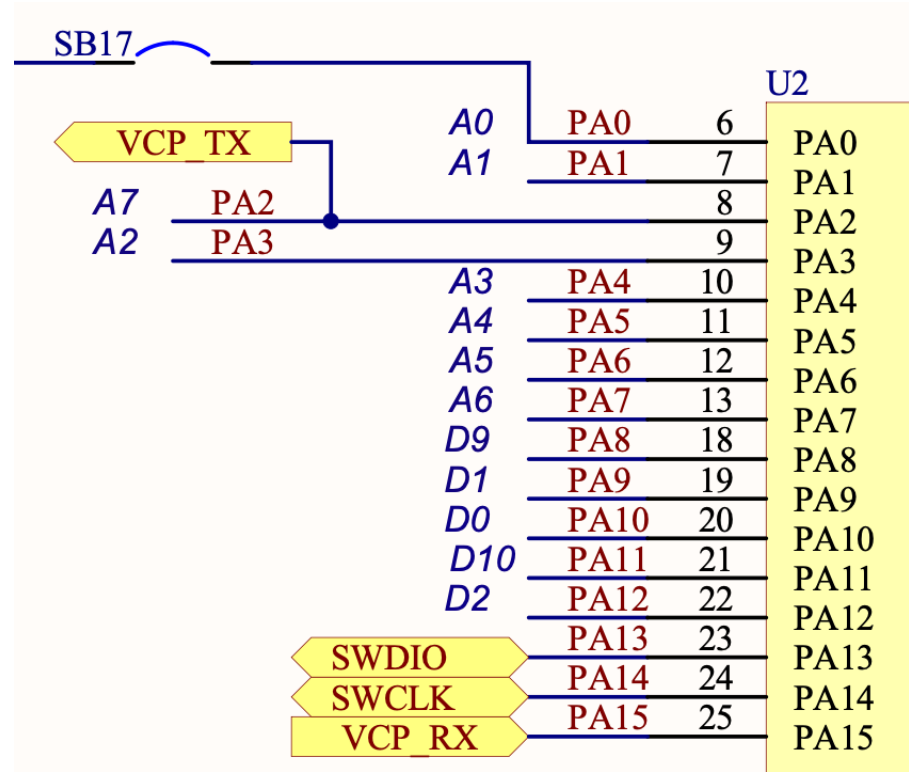 SB17
U2
A0 PA0 6 PA0
VCP_TX A1 PA1 7 PA1
A7 PA2 8 PA2
A2 PA3 9 PA3
A3 PA4 10 PA4
A4 PA5 11 PA5
A5 PA6 12 PA6
A6 PA7 13 PA7
D9 PA8 18 PA8
D1 PA9 19 PA9
D0 PA10 20 PA10
D10 PA11 21 PA11
D2 PA12 22 PA12
SWDIO PA13 23 PA13
SWCLK PA14 24 PA14
VCP_RX PA15 25 PA15